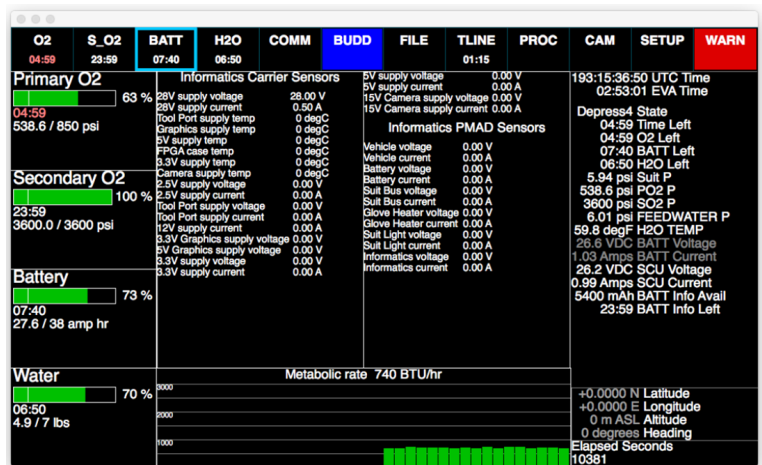 O2 S_O2 BATT H2O COMM BUDD FILE TLINE PROC CAM SETUP WARN
04:59 23:59 07:40 06:50 01:15
Primary O2
63 %
04:59
538.6 / 850 psi
Secondary O2
100 %
23:59
3600.0 / 3600 psi
Battery
73 %
07:40
27.6 / 38 amp hr
Water
70 %
06:50
4.9 / 7 lbs
Informatics Carrier Sensors
28V supply voltage 28.00 V
28V supply current 0.50 A
Tool Port supply temp 0 degC
Graphics supply temp 0 degC
5V supply temp 0 degC
FPGA case temp 0 degC
3.3V supply temp 0 degC
Camera supply temp 0 degC
2.5V supply voltage 0.00 V
2.5V supply current 0.00 A
Tool Port supply voltage 0.00 V
Tool Port supply current 0.00 A
12V supply current 0.00 A
3.3V Graphics supply voltage 0.00 V
5V Graphics supply voltage 0.00 V
3.3V supply voltage 0.00 V
3.3V supply current 0.00 A
5V supply voltage 0.00 V
5V supply current 0.00 A
15V Camera supply voltage 0.00 V
15V Camera supply current 0.00 A
Informatics PMAD Sensors
Vehicle voltage 0.00 V
Vehicle current 0.00 A
Battery voltage 0.00 V
Battery current 0.00 A
Suit Bus voltage 0.00 V
Suit Bus current 0.00 A
Glove Heater voltage 0.00 V
Glove Heater current 0.00 A
Suit Light voltage 0.00 V
Suit Light current 0.00 A
Informatics voltage 0.00 V
Informatics current 0.00 A
Metabolic rate 740 BTU/hr
3000
2000
1000
193:15:36:50 UTC Time
02:53:01 EVA Time
Depress4 State
04:59 Time Left
04:59 O2 Left
07:40 BATT Left
06:50 H2O Left
5.94 psi Suit P
538.6 psi PO2 P
3600 psi SO2 P
6.01 psi FEEDWATER P
59.8 degF H2O TEMP
26.6 VDC BATT Voltage
1.03 Amps BATT Current
26.2 VDC SCU Voltage
0.99 Amps SCU Current
5400 mAh BATT Info Avail
23:59 BATT Info Left
+0.0000 N Latitude
+0.0000 E Longitude
0 m ASL Altitude
0 degrees Heading
Elapsed Seconds
10381